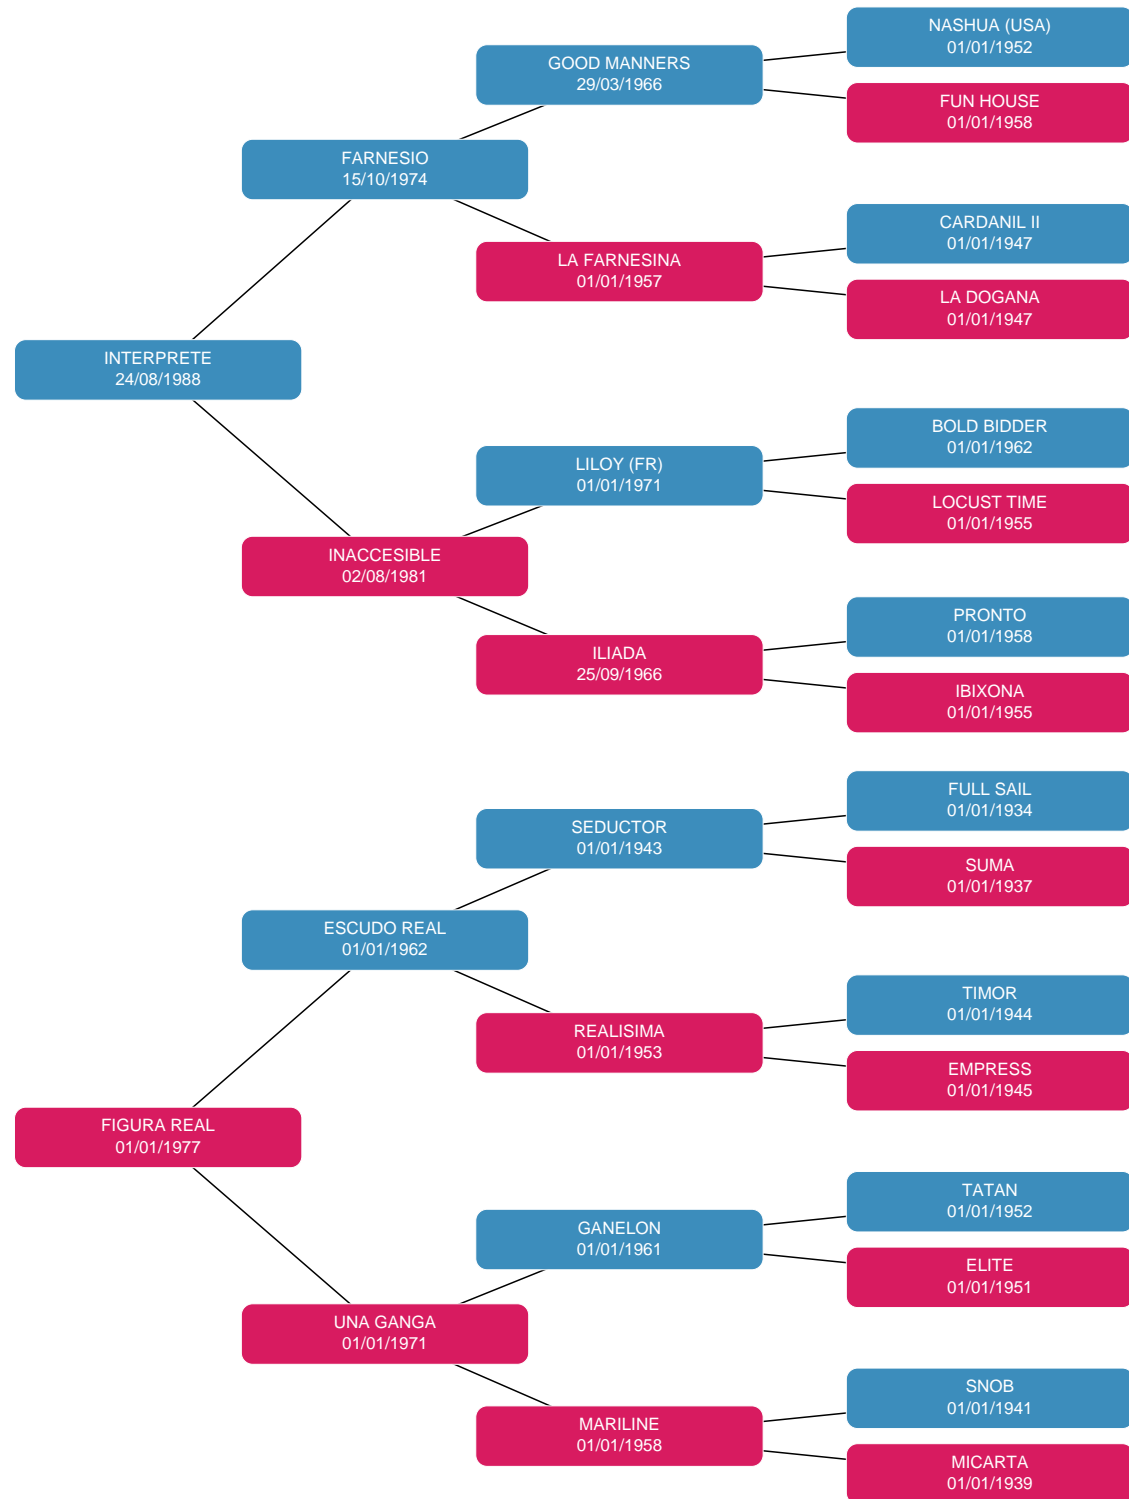 NASHUA (USA)
01/01/1952
GOOD MANNERS
29/03/1966
FUN HOUSE
01/01/1958
FARNESIO
15/10/1974
CARDANIL II
01/01/1947
LA FARNESINA
01/01/1957
LA DOGANA
01/01/1947
INTERPRETE
24/08/1988
BOLD BIDDER
01/01/1962
LILOY (FR)
01/01/1971
LOCUST TIME
01/01/1955
INACCESIBLE
02/08/1981
PRONTO
01/01/1958
ILIADA
25/09/1966
IBIXONA
01/01/1955
FULL SAIL
01/01/1934
SEDUCTOR
01/01/1943
SUMA
01/01/1937
ESCUDO REAL
01/01/1962
TIMOR
01/01/1944
REALISIMA
01/01/1953
EMPRESS
01/01/1945
FIGURA REAL
01/01/1977
TATAN
01/01/1952
GANELON
01/01/1961
ELITE
01/01/1951
UNA GANGA
01/01/1971
SNOB
01/01/1941
MARILINE
01/01/1958
MICARTA
01/01/1939